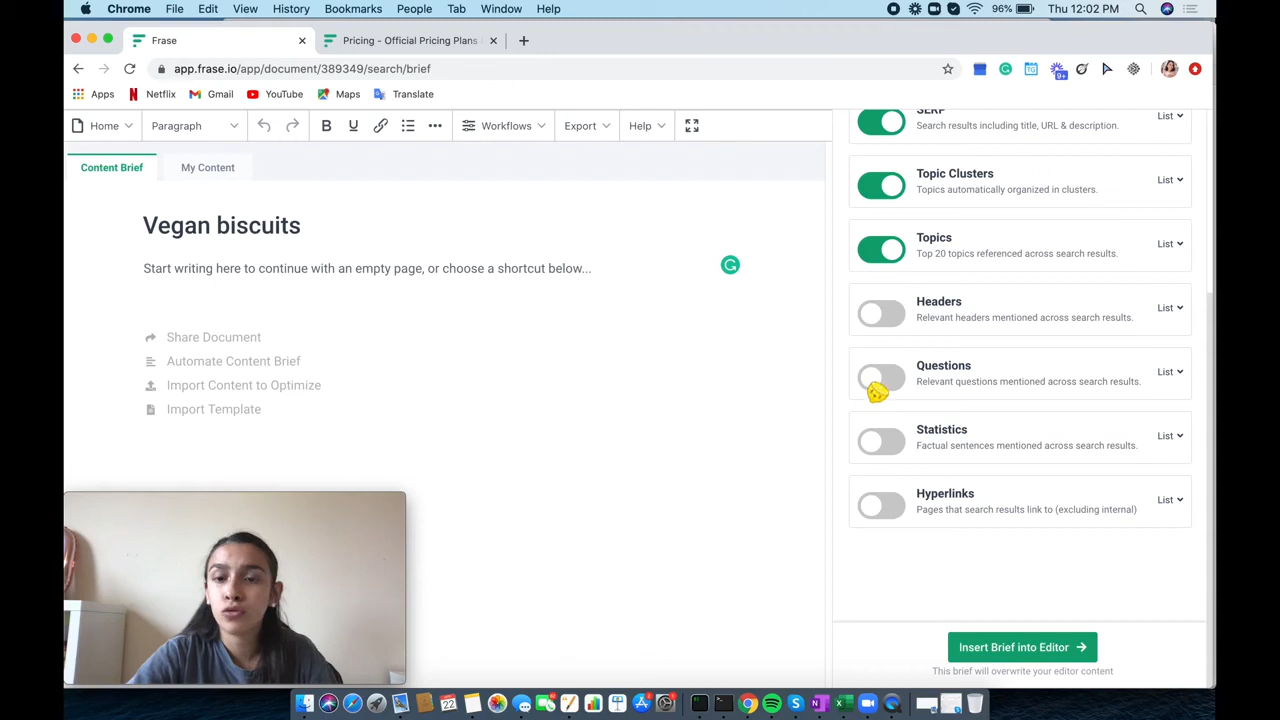 Chrome File Edit View History Bookmarks People Tab Window Help 96% Thu 12:02 PM
Frase
Pricing - Official Pricing Plans
app.frase.io/app/document/389349/search/brief
9+
Apps Netflix Gmail YouTube Maps Translate
Home Paragraph B U Workflows Export Help
Content Brief My Content
Vegan biscuits
Start writing here to continue with an empty page, or choose a shortcut below...
Share Document
Automate Content Brief
Import Content to Optimize
Import Template
SERP
Search results including title, URL & description.
List
Topic Clusters
Topics automatically organized in clusters.
List
Topics
Top 20 topics referenced across search results.
List
Headers
Relevant headers mentioned across search results.
List
Questions
Relevant questions mentioned across search results.
List
Statistics
Factual sentences mentioned across search results.
List
Hyperlinks
Pages that search results link to (excluding internal)
List
Insert Brief into Editor
This brief will overwrite your editor content